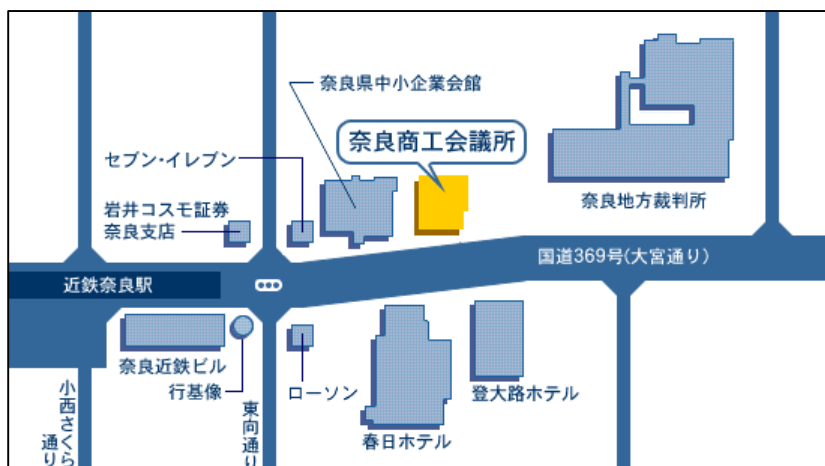 奈良県中小企業会館
奈良商工会議所
セブン・イレブン
奈良地方裁判所
岩井コスモ証券
奈良支店
国道369号(大宮通り)
近鉄奈良駅
奈良近鉄ビル
行基像
ローソン
登大路ホテル
春日ホテル
小西さくら
通り
東向通り